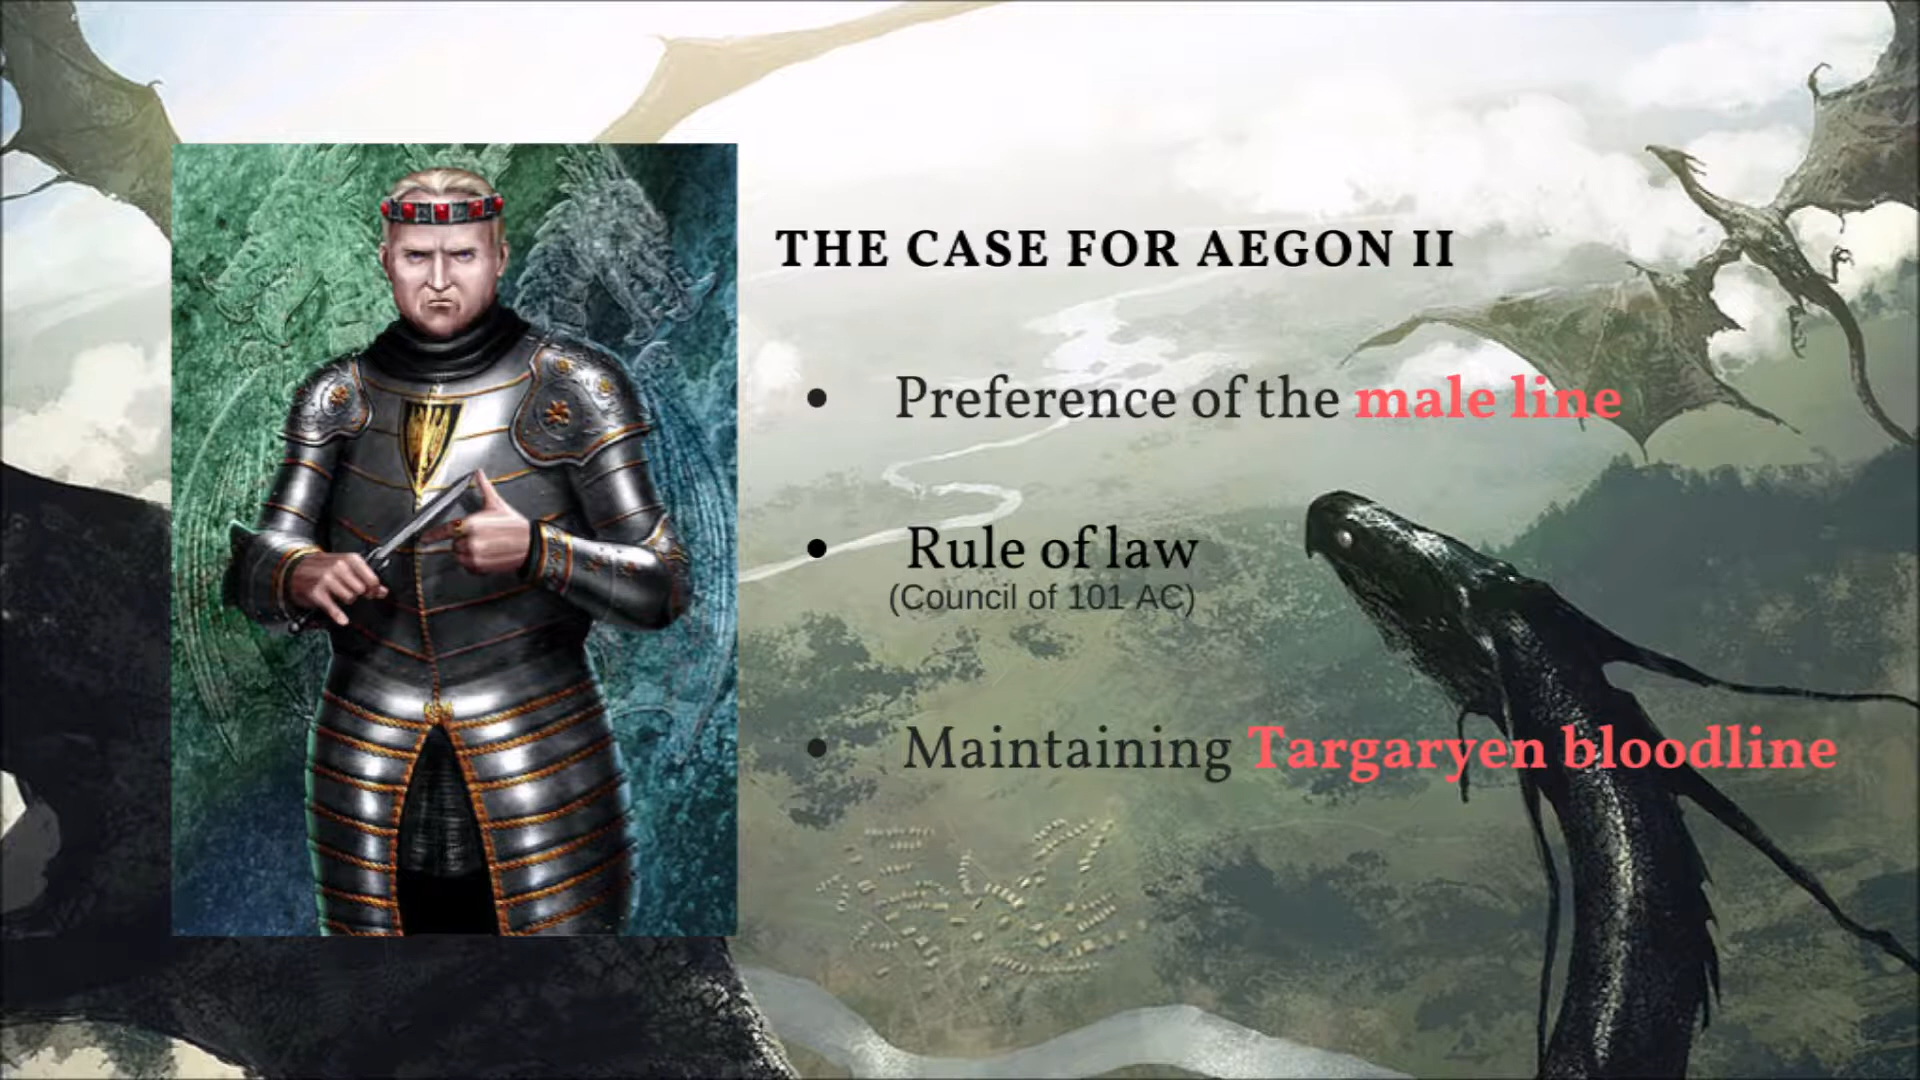 THE CASE FOR AEGON II
• Preference of the male line
• Rule of law
(Council of 101 AC)
• Maintaining Targaryen bloodline